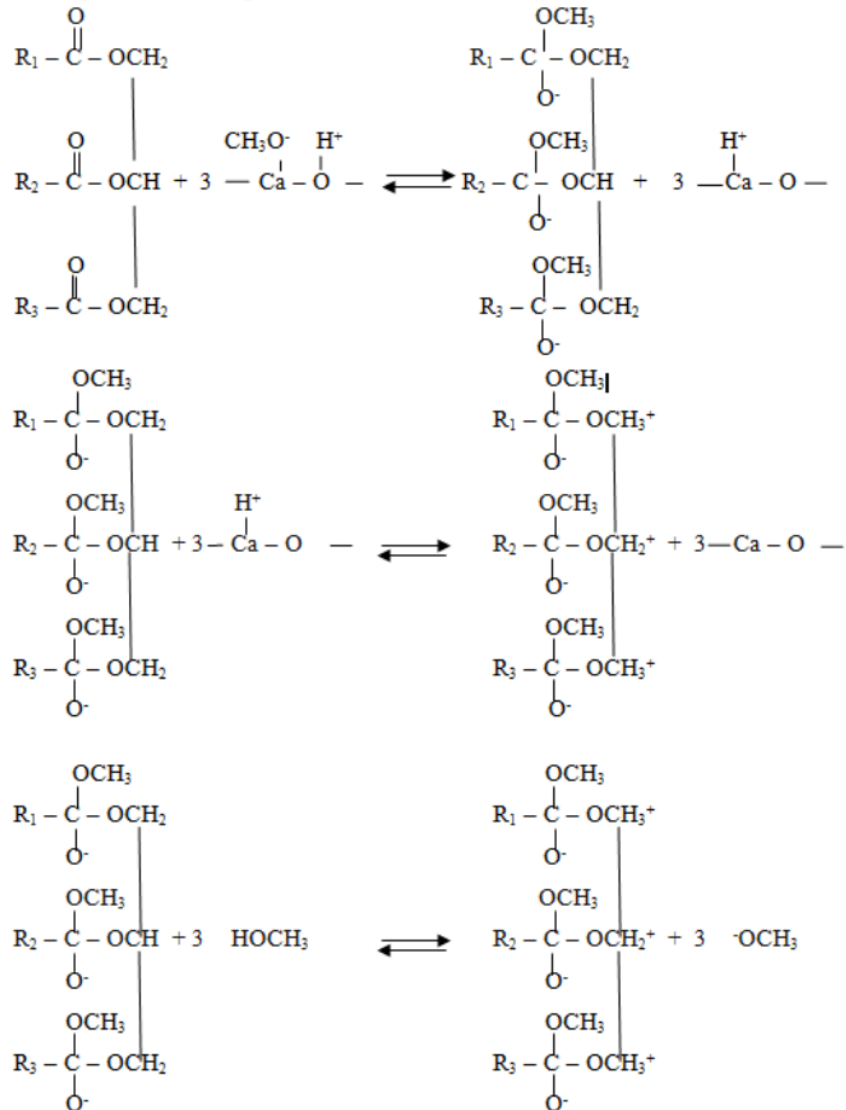 O OCH₃
R₁ – C – OCH₂ R₁ – C – OCH₂
O⁻
O CH₃O⁻ H⁺ OCH₃ H⁺
R₂ – C – OCH + 3 — Ca – O — R₂ – C – OCH + 3 — Ca – O —
O⁻
O OCH₃
R₃ – C – OCH₂ R₃ – C – OCH₂
O⁻
OCH₃ OCH₃
R₁ – C – OCH₂ R₁ – C – OCH₃⁺
O⁻ O⁻
OCH₃ H⁺ OCH₃
R₂ – C – OCH + 3 – Ca – O — R₂ – C – OCH₂⁺ + 3 — Ca – O —
O⁻ O⁻
OCH₃ OCH₃
R₃ – C – OCH₂ R₃ – C – OCH₃⁺
O⁻ O⁻
OCH₃ OCH₃
R₁ – C – OCH₂ R₁ – C – OCH₃⁺
O⁻ O⁻
OCH₃ OCH₃
R₂ – C – OCH + 3 HOCH₃ R₂ – C – OCH₂⁺ + 3 ⁻OCH₃
O⁻ O⁻
OCH₃ OCH₃
R₃ – C – OCH₂ R₃ – C – OCH₃⁺
O⁻ O⁻